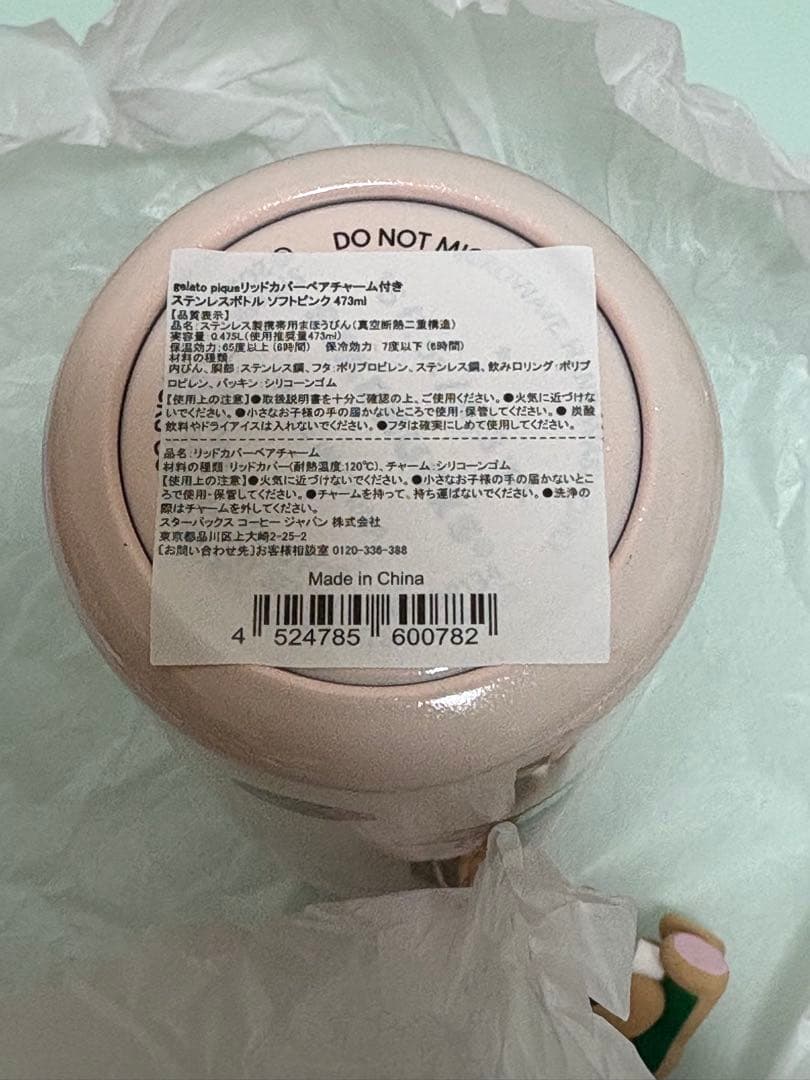 DO NOT
gelato piqueリッドカバーベアチャーム付き
ステンレスボトル ソフトピンク 473ml
【品質表示】
品名:ステンレス製携帯用まほうびん(真空断熱二重構造)
実容量:0.475L(使用推奨量473ml)
保温効力:65度以上(6時間) 保冷効力: 7度以下(6時間)
材料の種類:
内びん、胴部:ステンレス鋼、フタ:ポリプロピレン、ステンレス鋼、飲み口リング:ポリプ
ロピレン、パッキン:シリコーンゴム
【使用上の注意】●取扱説明書を十分ご確認の上、ご使用ください。●火気に近づけな
いでください。●小さなお子様の手の届かないところで使用・保管してください。● 炭酸
飲料やドライアイスは入れないでください。●フタは確実にしめて使用してください。
品名:リッドカバーベアチャーム
材料の種類:リッドカバー(耐熱温度:120℃)、チャーム:シリコーンゴム
【使用上の注意】●火気に近づけないでください。●小さなお子様の手の届かないとこ
ろで使用・保管してください。●チャームを持って、持ち運ばないでください。●洗浄の
際はチャームを外してください。
スターバックス コーヒー ジャパン 株式会社
東京都品川区上大崎2-25-2
[お問い合わせ先]お客様相談室 0120-336-388
Made in China
4 524785 600782